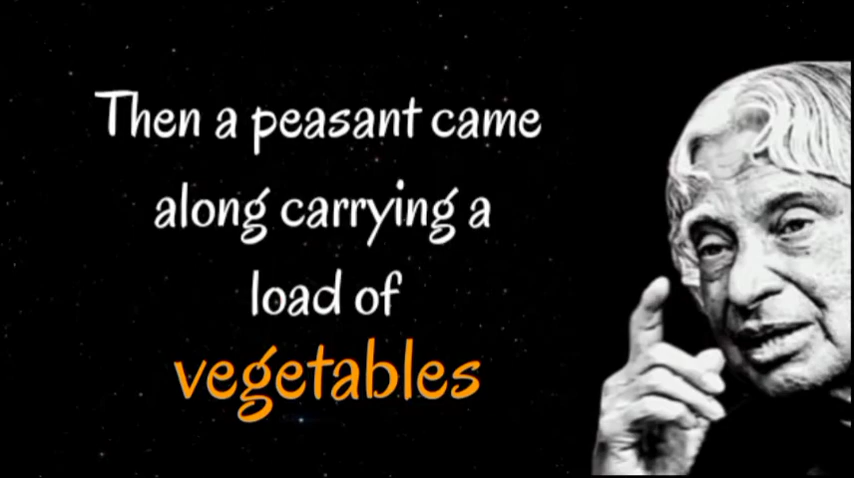 Then a peasant came
along carrying a
load of
vegetables